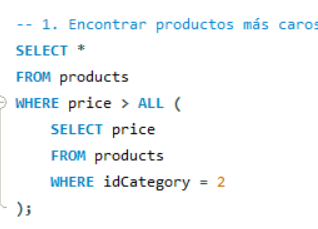 -- 1. Encontrar productos más caros
SELECT *
FROM products
WHERE price > ALL (
SELECT price
FROM products
WHERE idCategory = 2
);